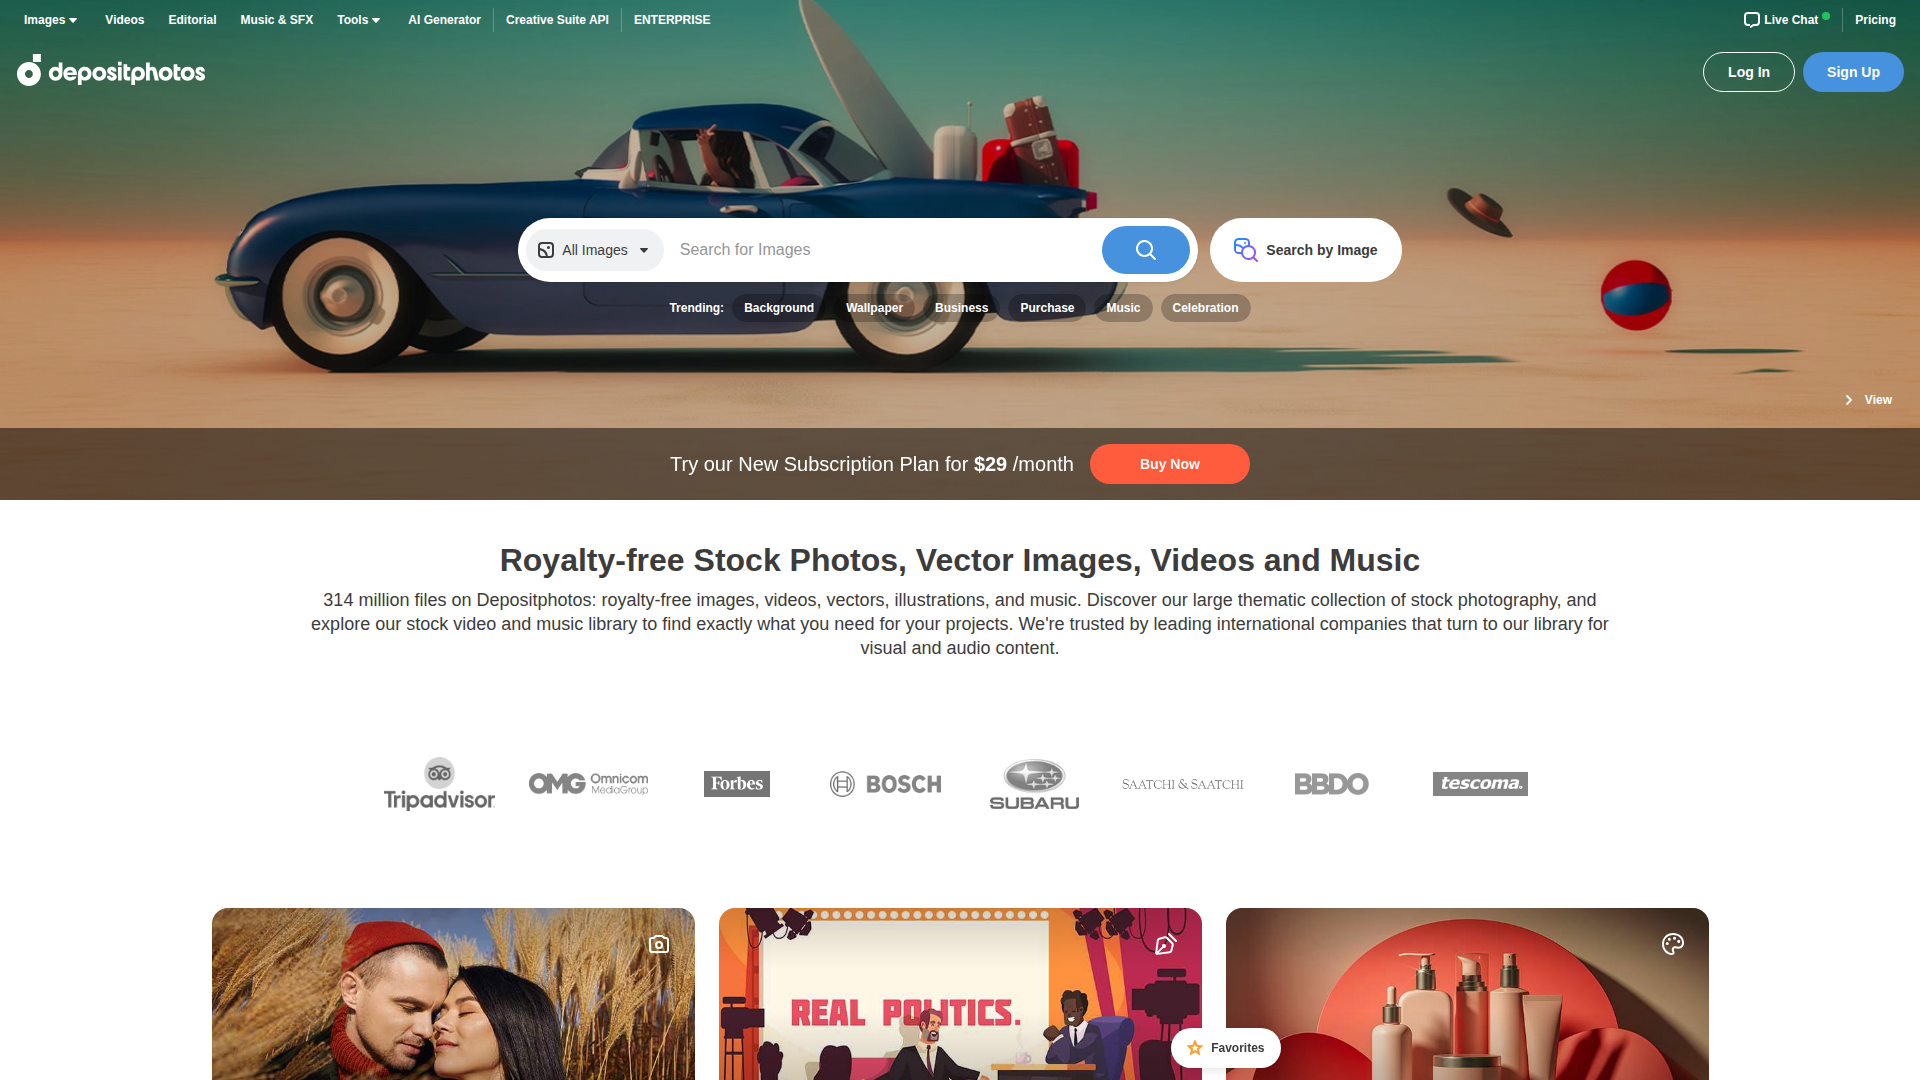 Images
Videos
Editorial
Music & SFX
Tools
AI Generator
Creative Suite API
ENTERPRISE
Live Chat
Pricing
depositphotos
Log In
Sign Up
All Images
Search for Images
Search by Image
Trending:
Background
Wallpaper
Business
Purchase
Music
Celebration
View
Try our New Subscription Plan for $29 /month
Buy Now
Royalty-free Stock Photos, Vector Images, Videos and Music
314 million files on Depositphotos: royalty-free images, videos, vectors, illustrations, and music. Discover our large thematic collection of stock photography, and
explore our stock video and music library to find exactly what you need for your projects. We're trusted by leading international companies that turn to our library for
visual and audio content.
Tripadvisor
OMG Omnicom
MediaGroup
Forbes
BOSCH
SUBARU
SAATCHI & SAATCHI
BBDO
tescoma.
REAL POLITICS.
Favorites